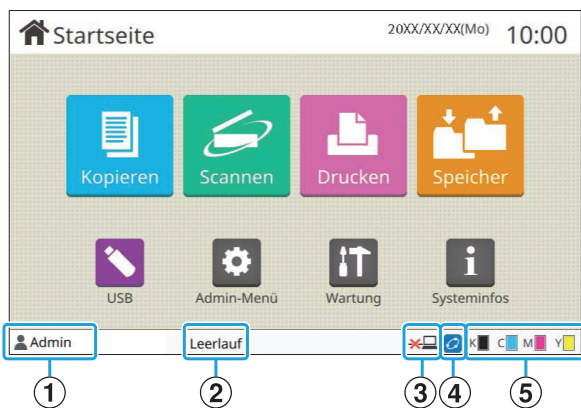 Startseite
20XX/XX/XX(Mo) 10:00
Kopieren Scannen Drucken Speicher
USB Admin-Menü Wartung Systeminfos
Admin Leerlauf K C M Y
1 2 3 4 5